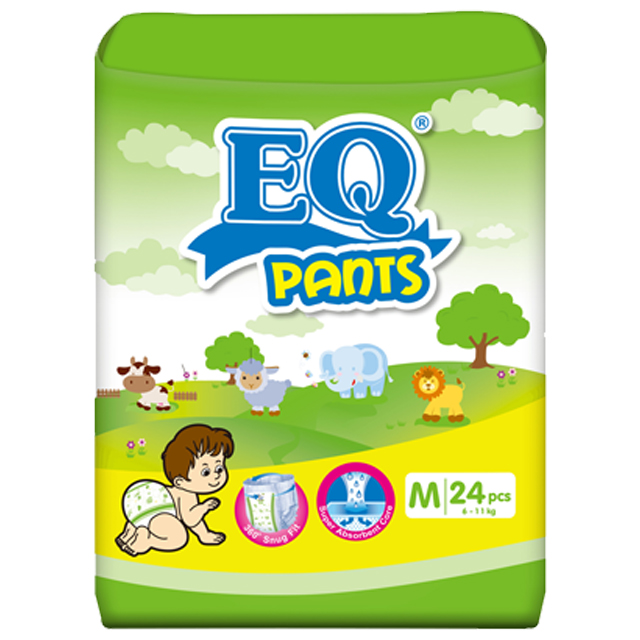 EQ®
PANTS
360° Snug Fit
Super Absorbent Core
M 24 pcs
6 - 11 kg